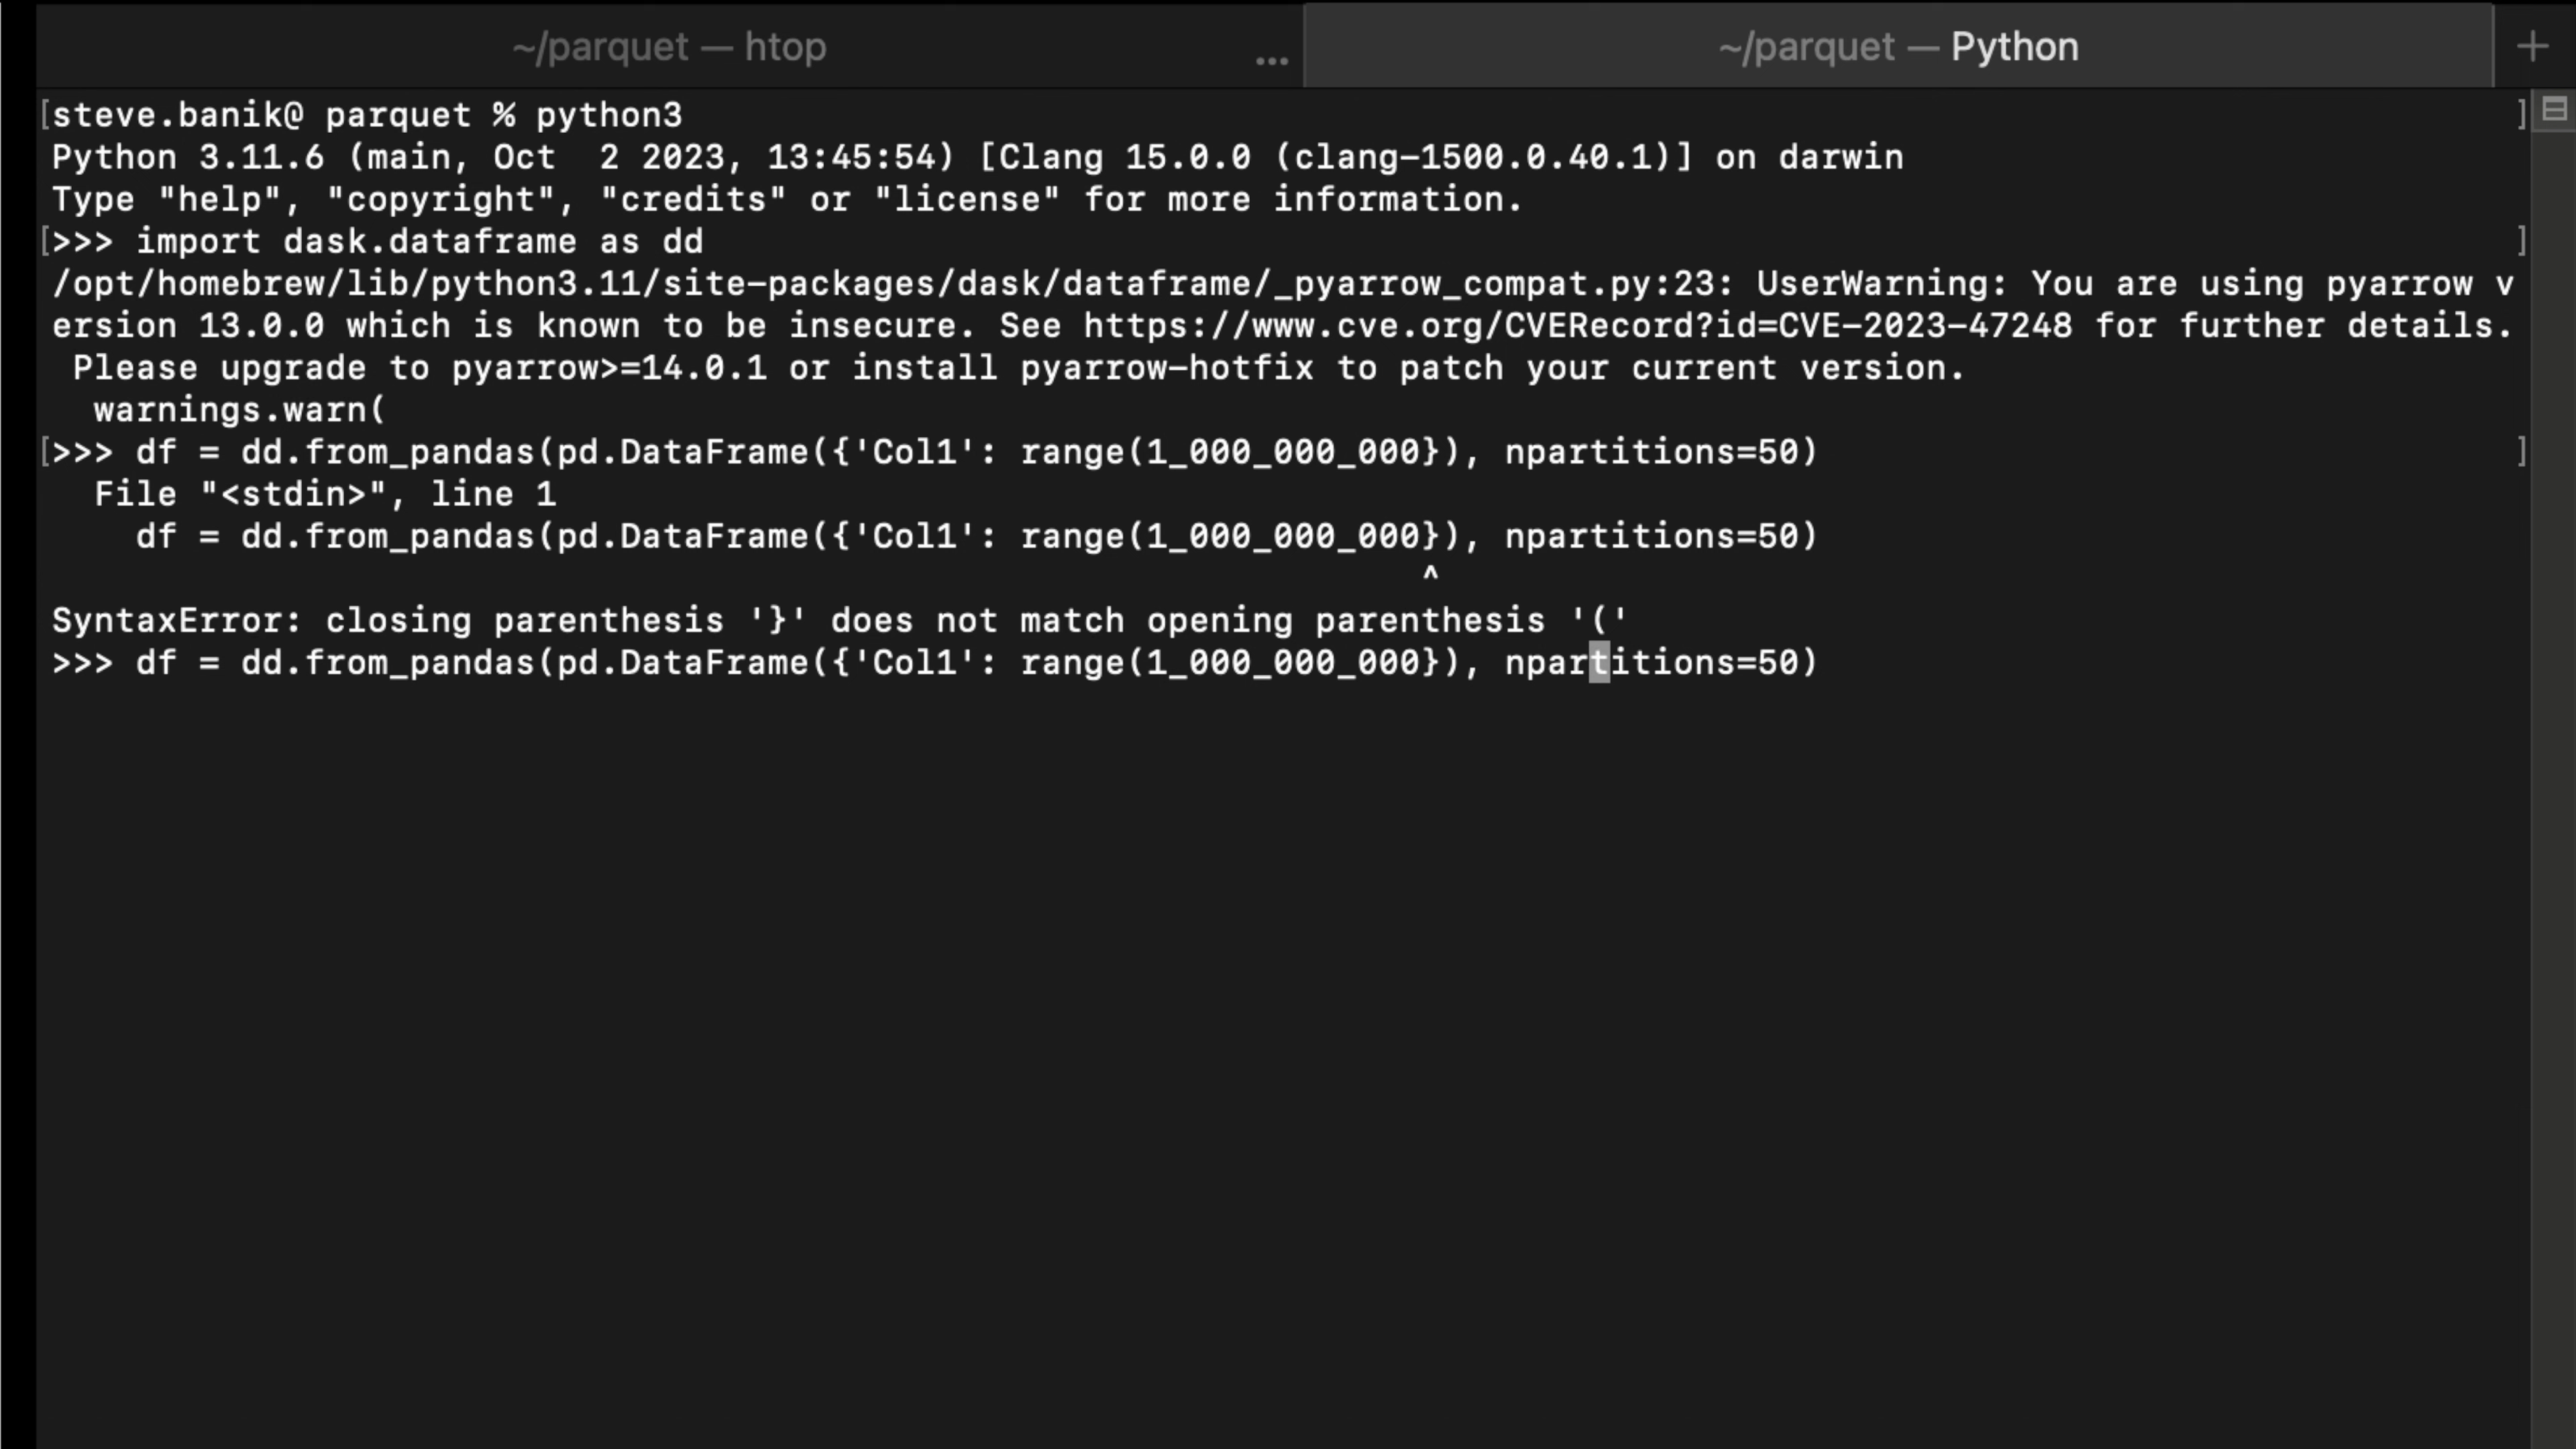 ~/parquet — htop
...
~/parquet — Python
+
[steve.banik@ parquet % python3 ]
Python 3.11.6 (main, Oct  2 2023, 13:45:54) [Clang 15.0.0 (clang-1500.0.40.1)] on darwin
Type "help", "copyright", "credits" or "license" for more information.
[>>> import dask.dataframe as dd ]
/opt/homebrew/lib/python3.11/site-packages/dask/dataframe/_pyarrow_compat.py:23: UserWarning: You are using pyarrow v
ersion 13.0.0 which is known to be insecure. See https://www.cve.org/CVERecord?id=CVE-2023-47248 for further details.
 Please upgrade to pyarrow>=14.0.1 or install pyarrow-hotfix to patch your current version.
  warnings.warn(
[>>> df = dd.from_pandas(pd.DataFrame({'Col1': range(1_000_000_000}), npartitions=50) ]
  File "<stdin>", line 1
    df = dd.from_pandas(pd.DataFrame({'Col1': range(1_000_000_000}), npartitions=50)
                                                                 ^
SyntaxError: closing parenthesis '}' does not match opening parenthesis '('
>>> df = dd.from_pandas(pd.DataFrame({'Col1': range(1_000_000_000}), npartitions=50)